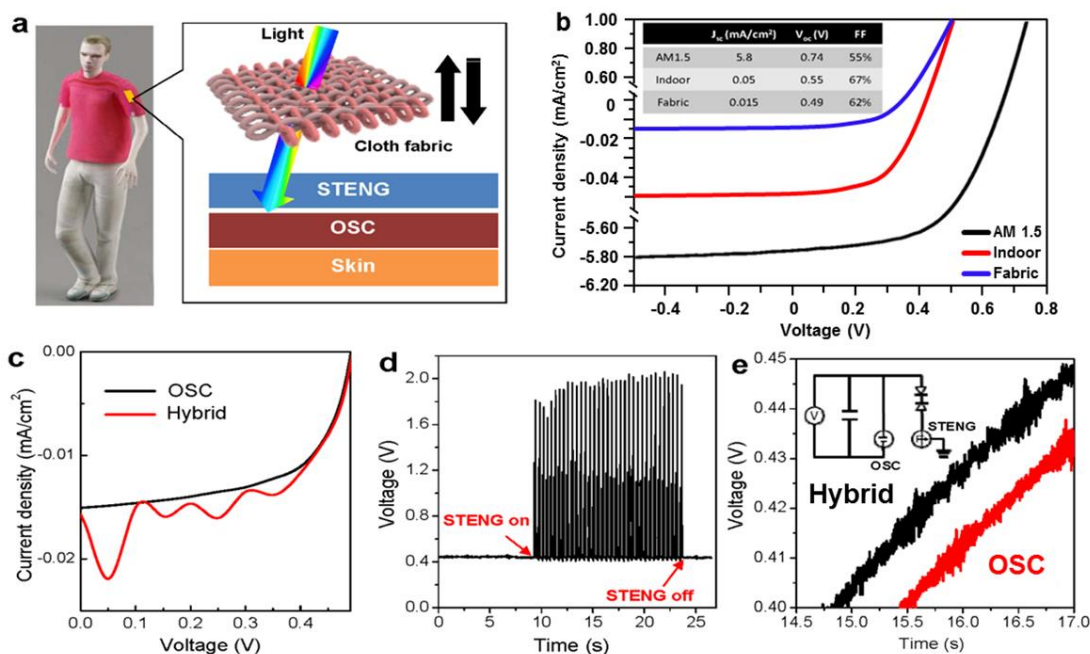 a
Light
Cloth fabric
STENG
OSC
Skin
b
Jsc (mA/cm²) Voc (V) FF
AM1.5 5.8 0.74 55%
Indoor 0.05 0.55 67%
Fabric 0.015 0.49 62%
Current density (mA/cm²)
1.00
0.60
0
-0.02
-0.04
-5.60
-5.80
-6.20
AM 1.5
Indoor
Fabric
-0.4 -0.2 0 0.2 0.4 0.6 0.8
Voltage (V)
c
Current density (mA/cm²)
0.00
-0.01
-0.02
OSC
Hybrid
0.0 0.1 0.2 0.3 0.4
Voltage (V)
d
Voltage (V)
2.0
1.6
1.2
0.8
0.4
0.0
STENG on
STENG off
0 5 10 15 20 25
Time (s)
e
Voltage (V)
0.45
0.44
0.43
0.42
0.41
0.40
V
STENG
OSC
Hybrid
OSC
14.5 15.0 15.5 16.0 16.5 17.0
Time (s)